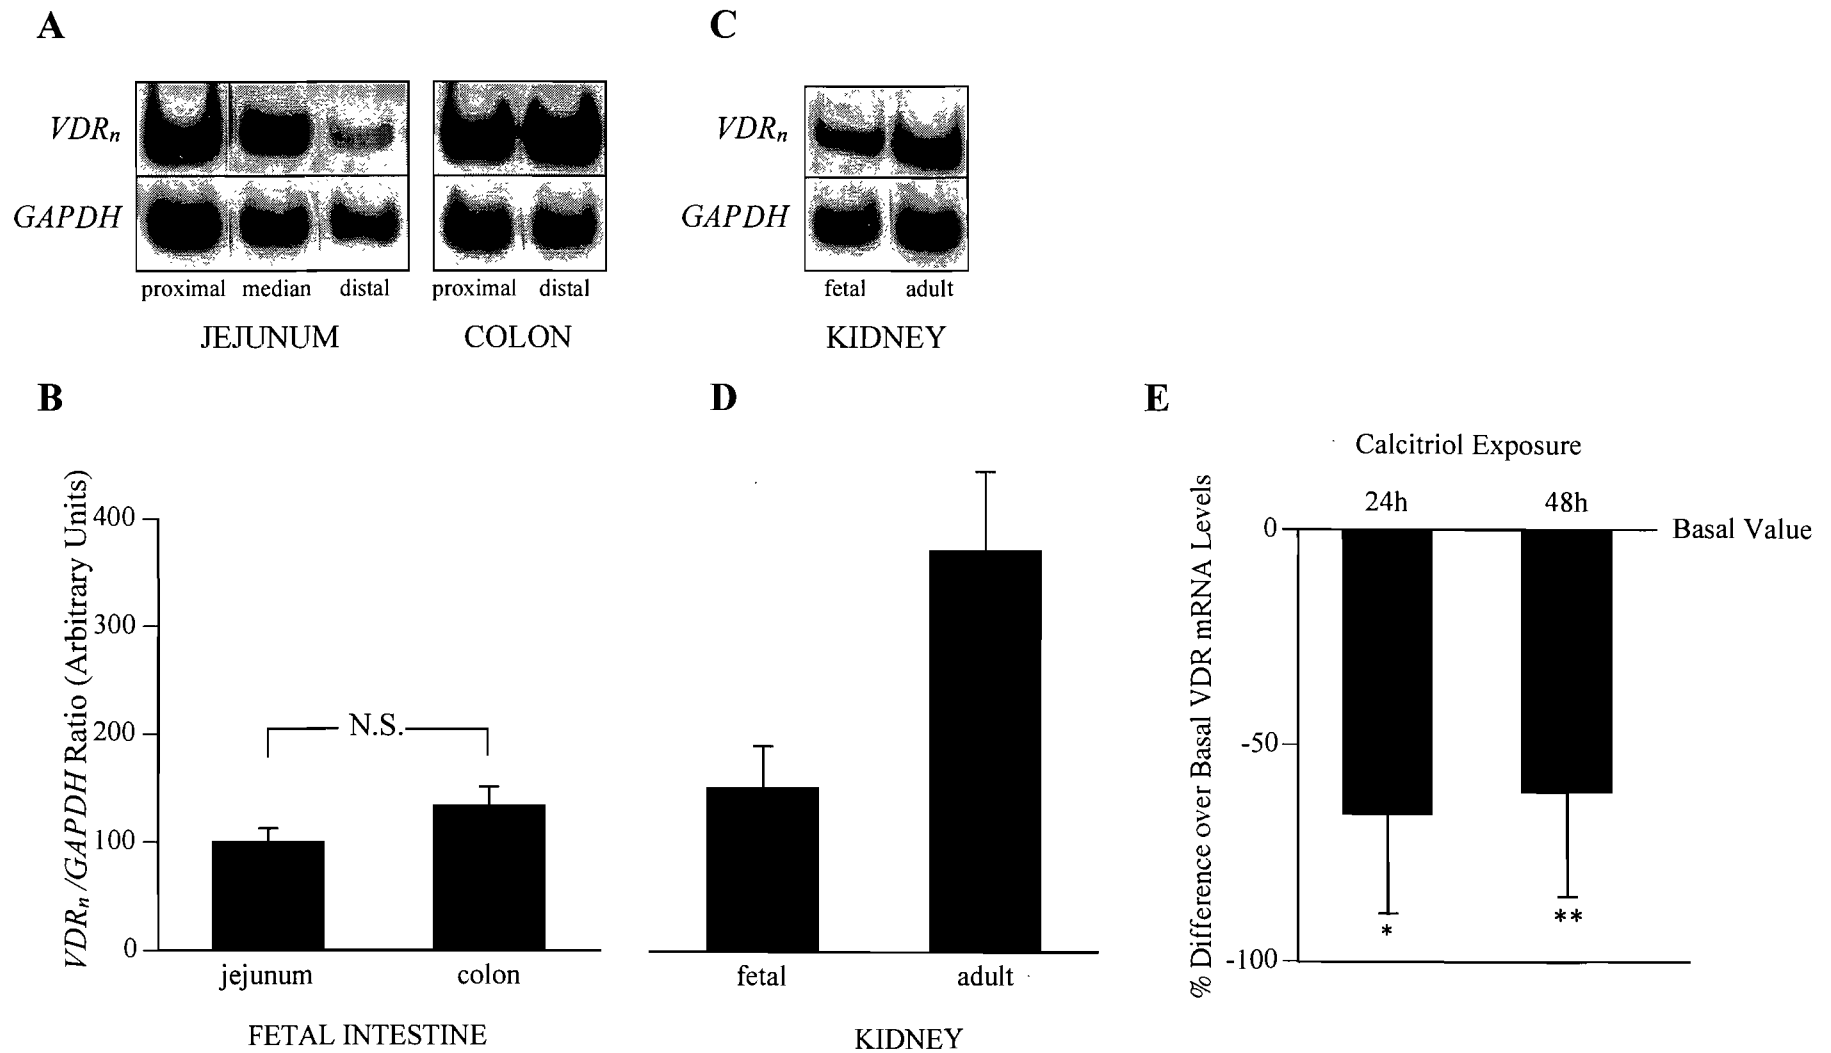 A
C
VDRn
GAPDH
proximal median distal
JEJUNUM
proximal distal
COLON
VDRn
GAPDH
fetal adult
KIDNEY
B
VDRn /GAPDH Ratio (Arbitrary Units)
400
300
200
100
0
N.S.
jejunum colon
FETAL INTESTINE
D
fetal adult
KIDNEY
E
Calcitriol Exposure
24h 48h
% Difference over Basal VDR mRNA Levels
0
-50
-100
Basal Value
*
**